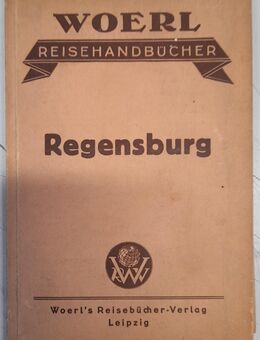 WOERL
REISEHANDBÜCHER
Regensburg
Woerl's Reisebücher-Verlag
Leipzig